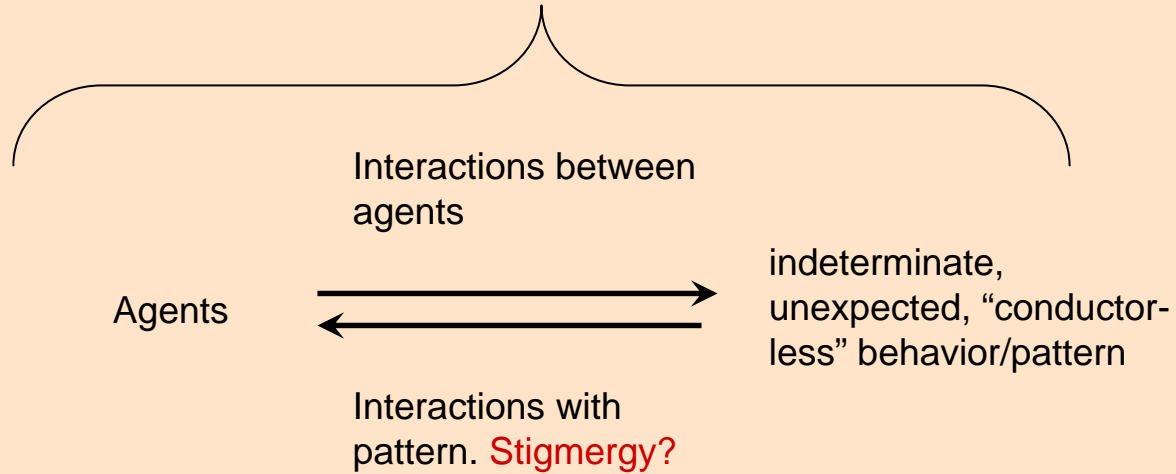 Interactions between
agents
Agents
indeterminate,
unexpected, “conductor-
less” behavior/pattern
Interactions with
pattern. Stigmergy?